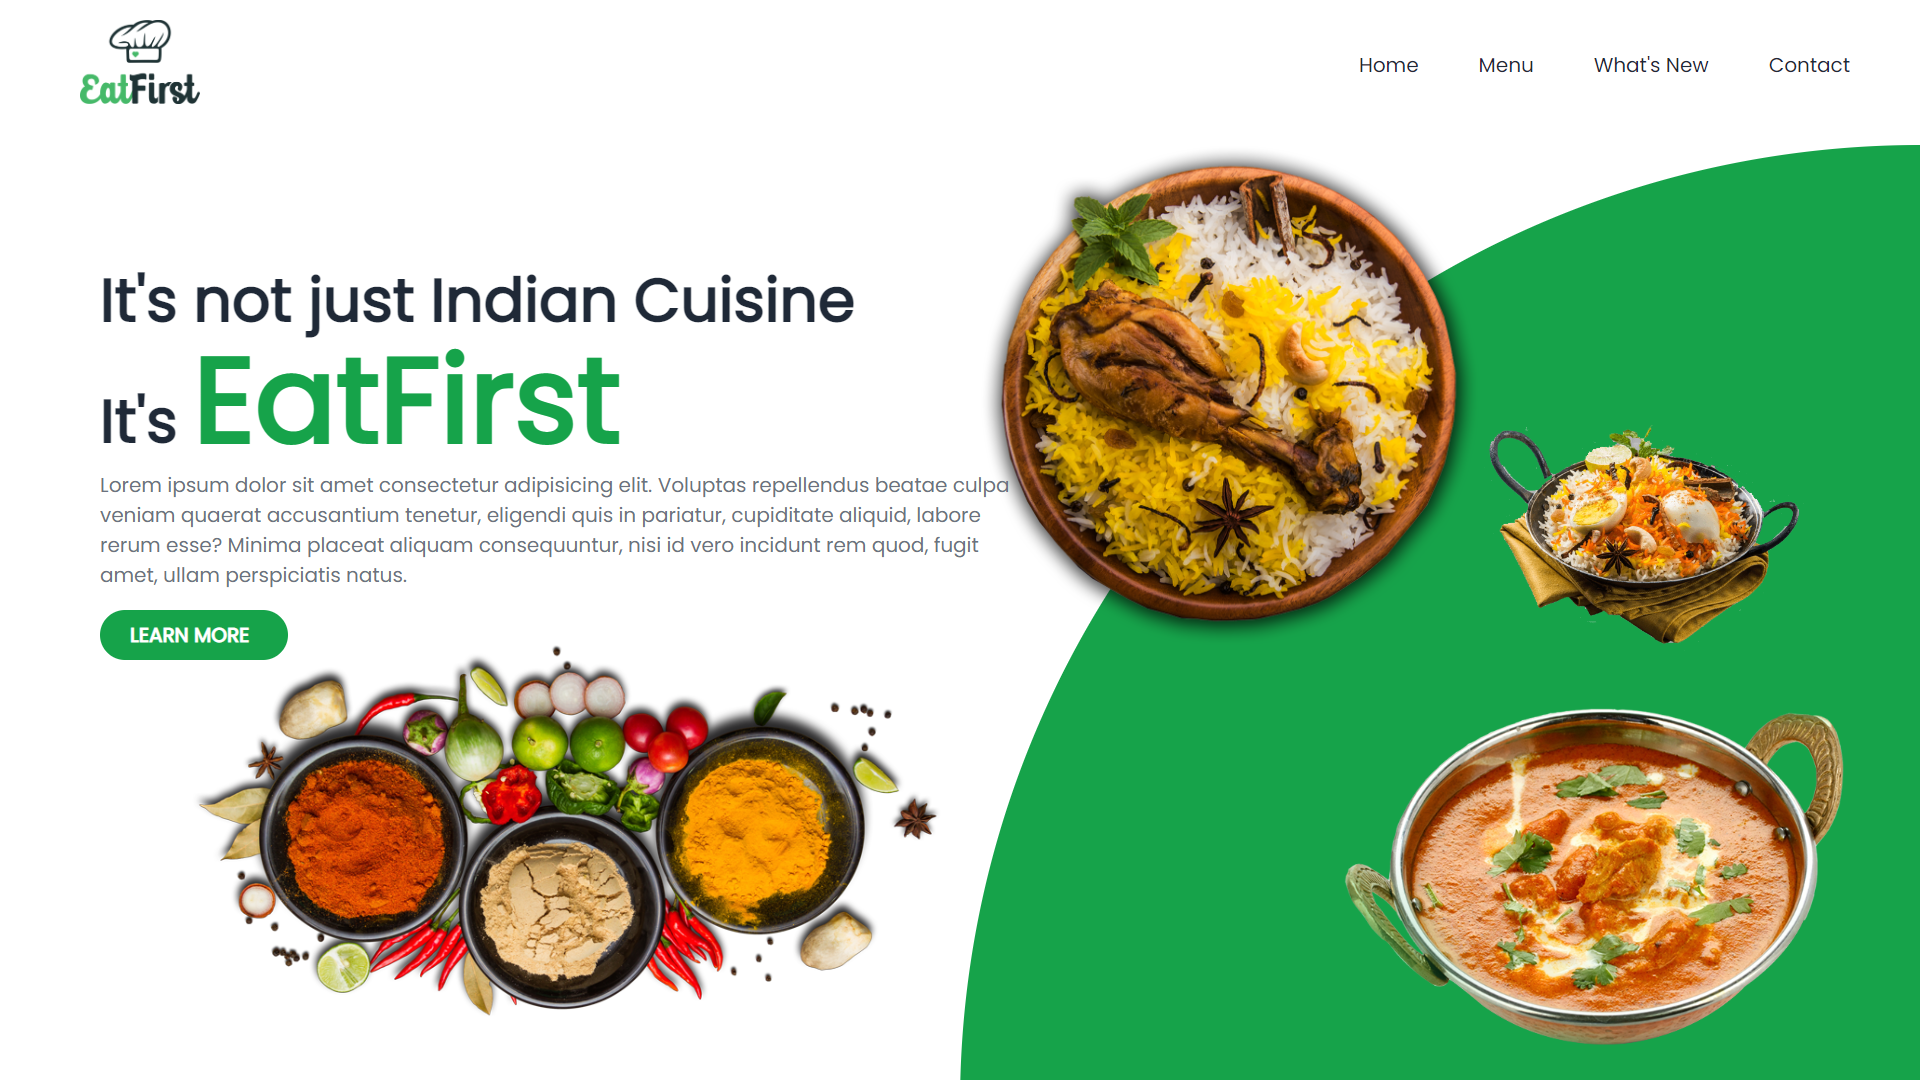 EatFirst
Home
Menu
What's New
Contact
It's not just Indian Cuisine
It's EatFirst
Lorem ipsum dolor sit amet consectetur adipisicing elit. Voluptas repellendus beatae culpa
veniam quaerat accusantium tenetur, eligendi quis in pariatur, cupiditate aliquid, labore
rerum esse? Minima placeat aliquam consequuntur, nisi id vero incidunt rem quod, fugit
amet, ullam perspiciatis natus.
LEARN MORE